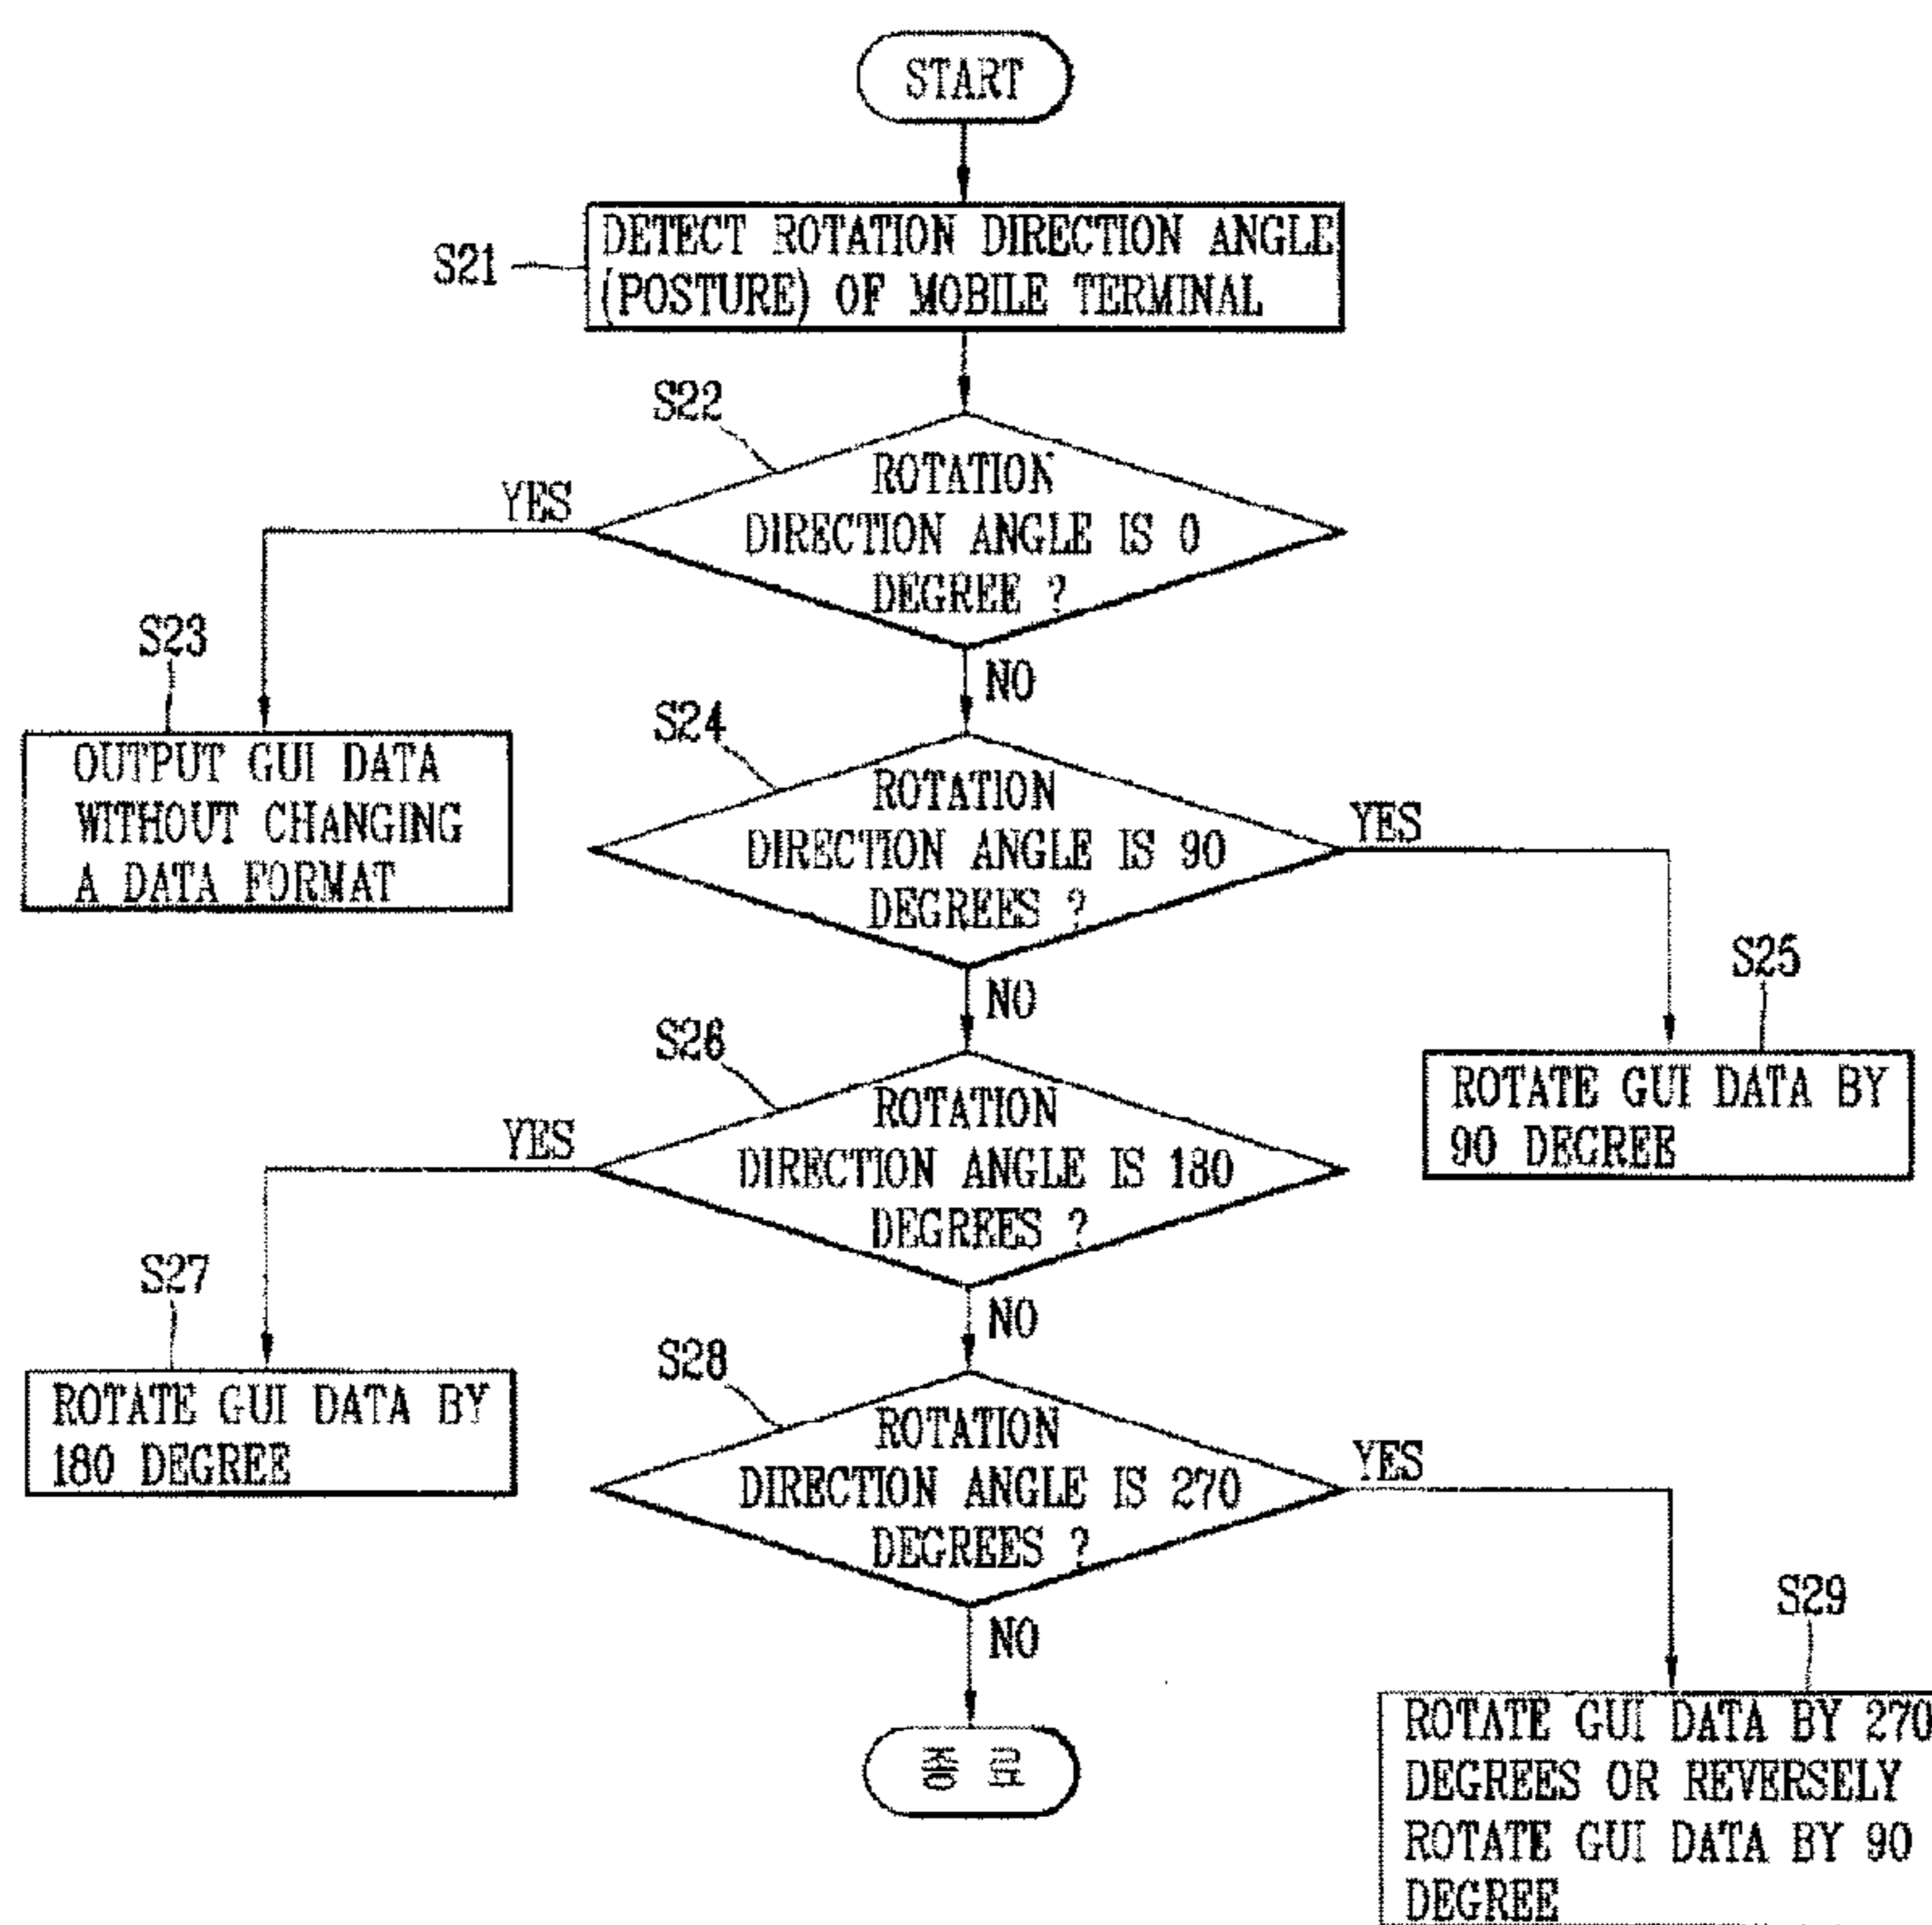 START
S21
DETECT ROTATION DIRECTION ANGLE
(POSTURE) OF MOBILE TERMINAL
S22
ROTATION
DIRECTION ANGLE IS 0
DEGREE ?
YES
NO
S23
OUTPUT GUI DATA
WITHOUT CHANGING
A DATA FORMAT
S24
ROTATION
DIRECTION ANGLE IS 90
DEGREES ?
YES
NO
S25
ROTATE GUI DATA BY
90 DEGREE
S26
ROTATION
DIRECTION ANGLE IS 180
DEGREES ?
YES
NO
S27
ROTATE GUI DATA BY
180 DEGREE
S28
ROTATION
DIRECTION ANGLE IS 270
DEGREES ?
YES
NO
S29
ROTATE GUI DATA BY 270
DEGREES OR REVERSELY
ROTATE GUI DATA BY 90
DEGREE
종 료